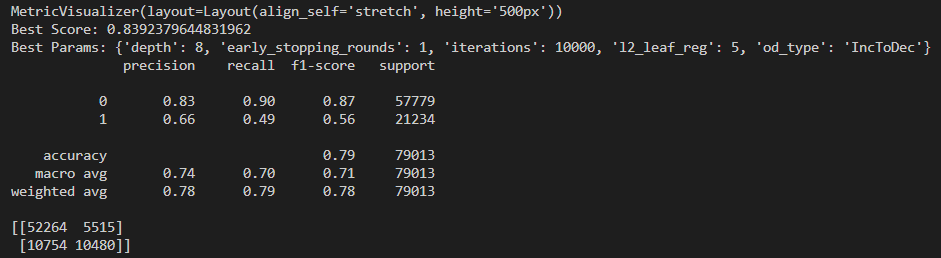 MetricVisualizer(layout=Layout(align_self='stretch', height='500px'))
Best Score: 0.8392379644831962
Best Params: {'depth': 8, 'early_stopping_rounds': 1, 'iterations': 10000, 'l2_leaf_reg': 5, 'od_type': 'IncToDec'}
precision recall f1-score support
0 0.83 0.90 0.87 57779
1 0.66 0.49 0.56 21234
accuracy 0.79 79013
macro avg 0.74 0.70 0.71 79013
weighted avg 0.78 0.79 0.78 79013
[[52264 5515]
[10754 10480]]